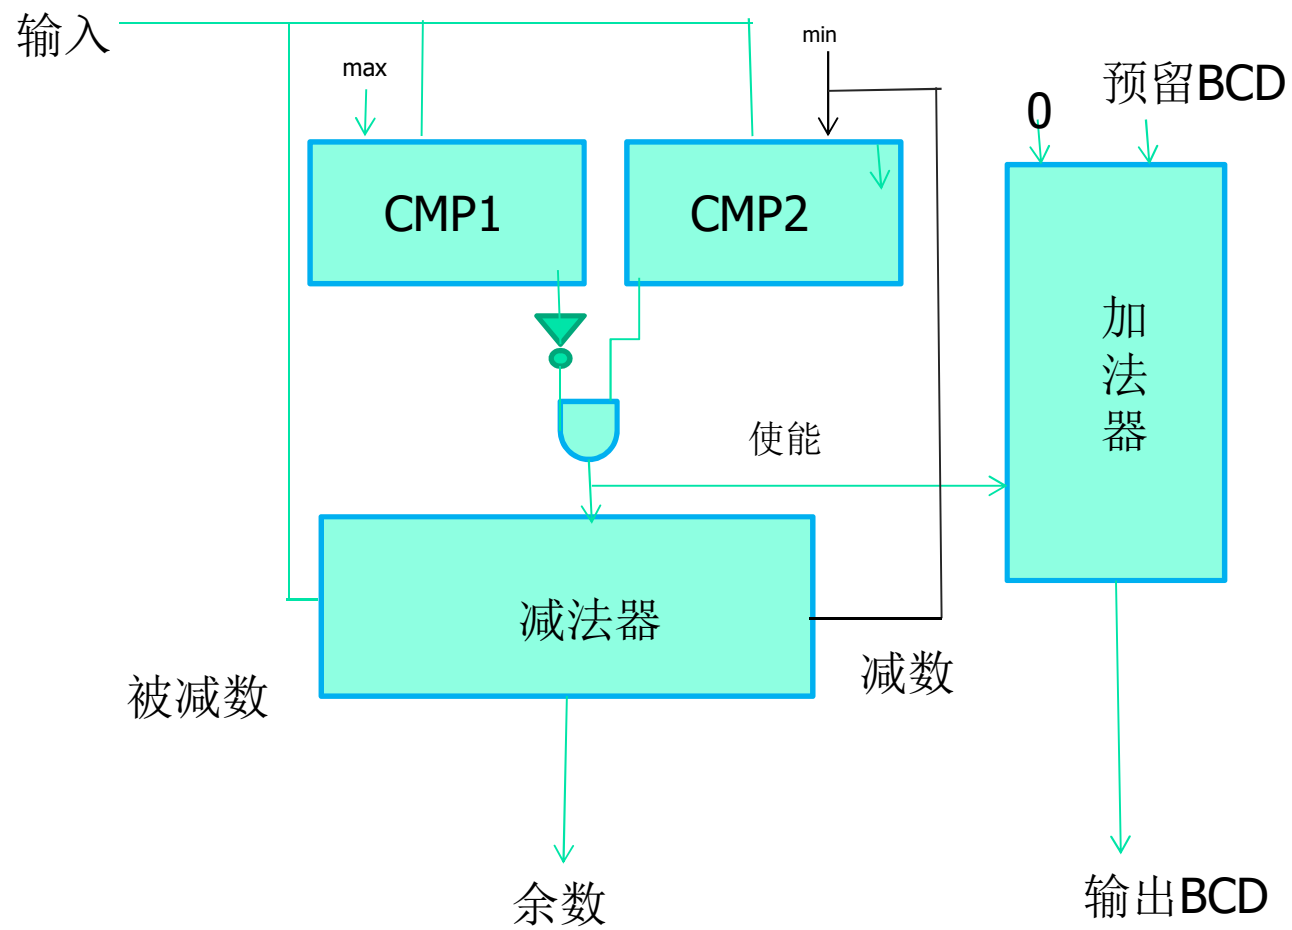 输入
max
min
0
预留BCD
CMP1
CMP2
加
法
器
使能
减法器
被减数
减数
余数
输出BCD